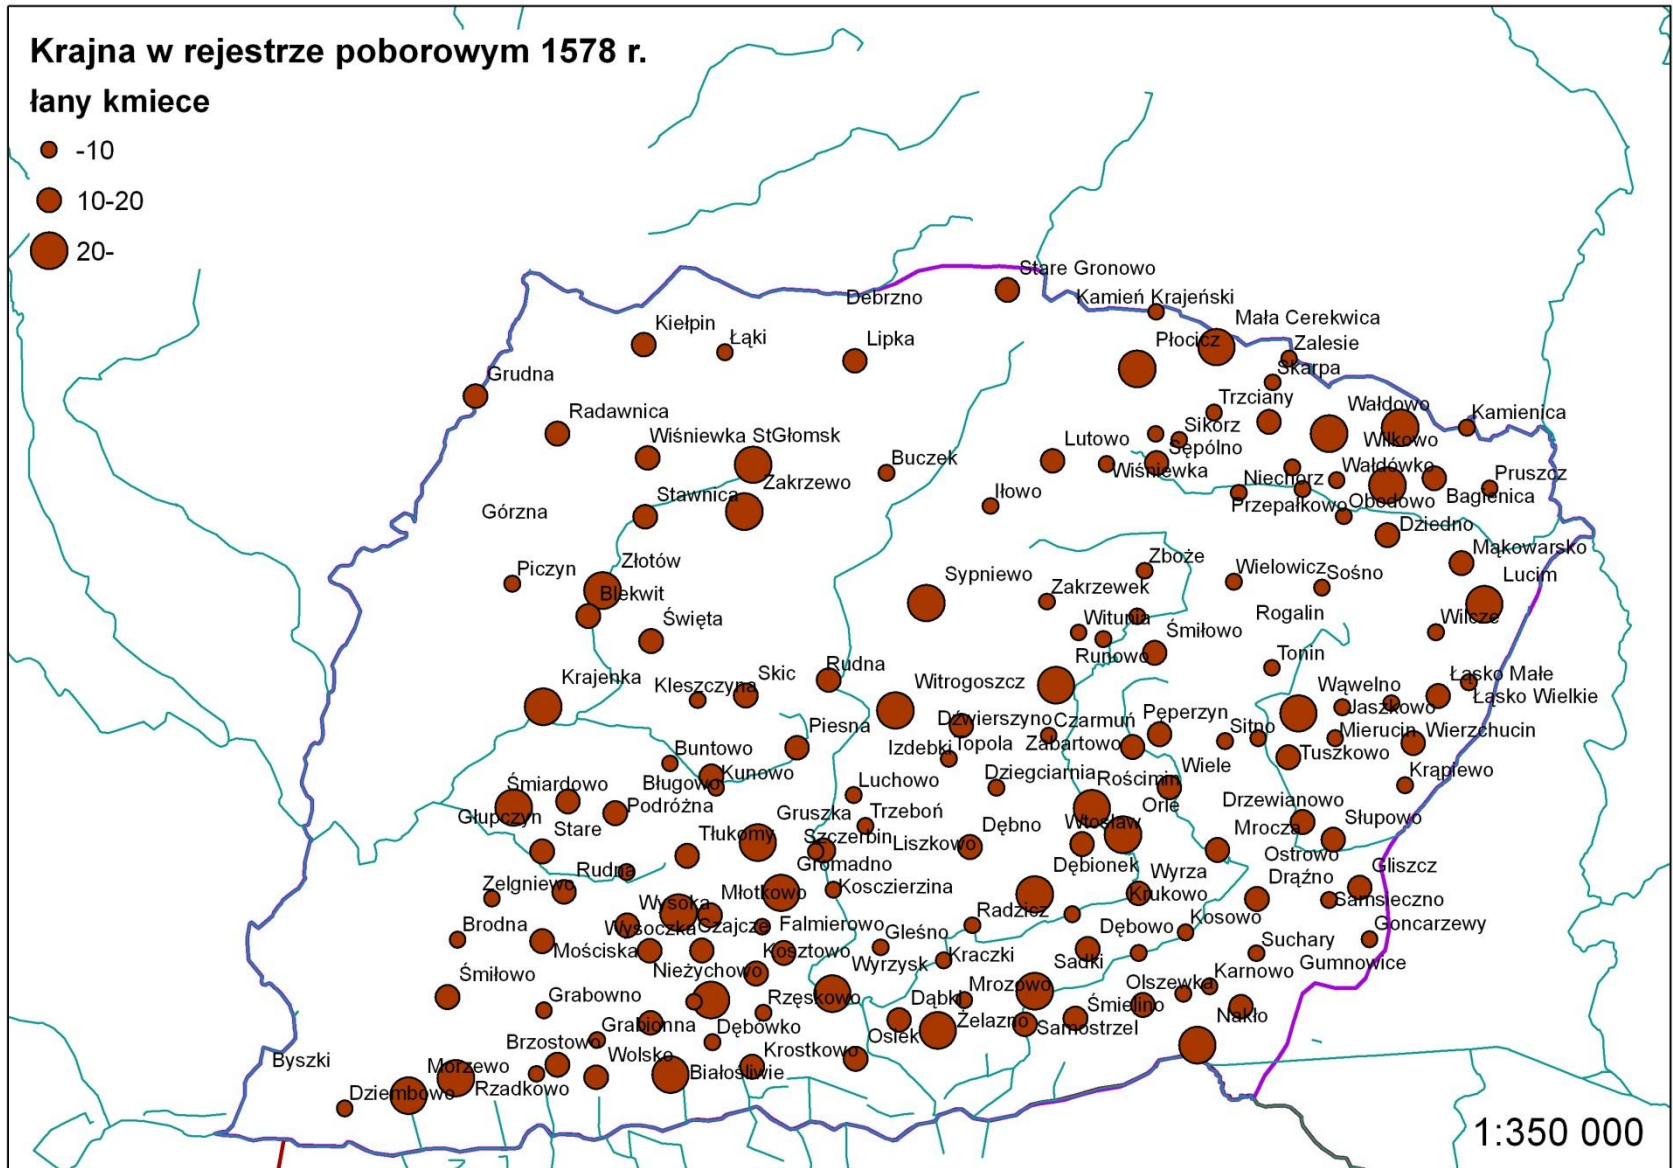 Krajna w rejestrze poborowym 1578 r.
łany kmiece
-10
10-20
20-
Stare Gronowo
Debrzno
Kamień Krajeński
Mała Cerekwica
Kiełpin
Łąki
Lipka
Płocicz
Zalesie
Skarpa
Grudna
Trzciany
Radawnica
Wałdowo
Kamienica
Wiśniewka StGłomsk
Lutowo
Sikorz
Sępólno
Wilkowo
Buczek
Wiśniewka
Niechorz
Wałdówko
Pruszcz
Zakrzewo
Stawnica
Iłowo
Przepałkowo
Obodowo
Bagienica
Górzna
Dziedno
Mąkowarsko
Złotów
Zboże
Piczyn
Sypniewo
Wielowicz
Sośno
Lucim
Blekwit
Zakrzewek
Rogalin
Wilcze
Święta
Witunia
Śmiłowo
Runowo
Tonin
Krajenka
Kleszczyna
Skic
Rudna
Witrogoszcz
Wąwelno
Łąsko Małe
Łąsko Wielkie
Jaszkowo
Piesna
Dźwierszyno
Czarmuń
Peperzyn
Sitno
Mierucin
Wierzchucin
Buntowo
Izdebki
Topola
Zabartowo
Tuszkowo
Bługowo
Kunowo
Luchowo
Dziegciarnia
Rościmin
Wiele
Krąpiewo
Śmiardowo
Podróżna
Gruszka
Trzeboń
Orle
Drzewianowo
Głupczyn
Stare
Tłukomy
Szczerbin
Liszkowo
Dębno
Wtosław
Mrocza
Słupowo
Rudna
Gromadno
Dębionek
Wyrza
Ostrowo
Gliszcz
Zelgniewo
Młotkowo
Kosczierzina
Krukowo
Drążno
Samsieczno
Wysoka
Brodna
Wysoczka
Czajcze
Falmierowo
Radzicz
Kosowo
Goncarzewy
Mościska
Kosztowo
Gleśno
Dębowo
Suchary
Nieżychowo
Wyrzysk
Kraczki
Sadki
Gumnowice
Śmiłowo
Karnowo
Grabowno
Rzęskowo
Dąbki
Mrozowo
Olszewka
Śmielino
Nakło
Grabionna
Dębówko
Osiek
Żelazno
Samostrzel
Brzostowo
Wolsko
Krostkowo
Byszki
Morzewo
Białośliwie
Dziembowo
Rzadkowo
1:350 000